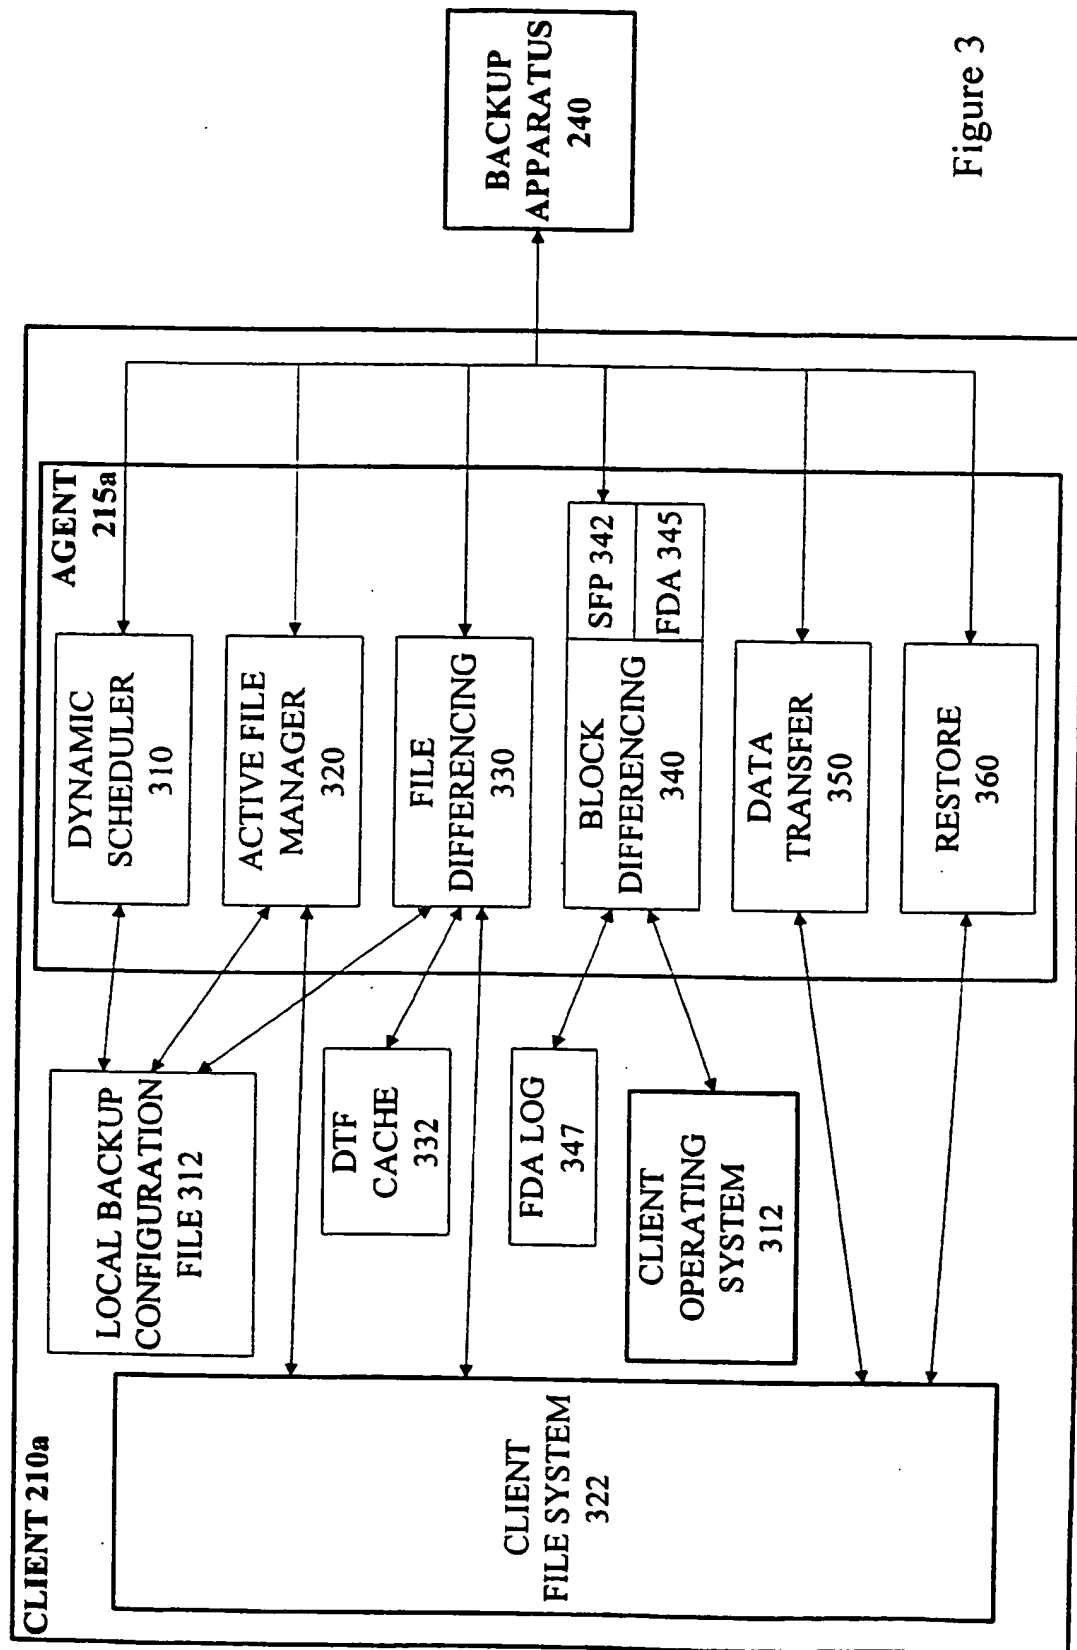 CLIENT 210a
CLIENT
FILE SYSTEM
322
LOCAL BACKUP
CONFIGURATION
FILE 312
DTF
CACHE
332
FDA LOG
347
CLIENT
OPERATING
SYSTEM
312
AGENT
215a
DYNAMIC
SCHEDULER
310
ACTIVE FILE
MANAGER
320
FILE
DIFFERENCING
330
BLOCK
DIFFERENCING
340
SFP 342
FDA 345
DATA
TRANSFER
350
RESTORE
360
BACKUP
APPARATUS
240
Figure 3